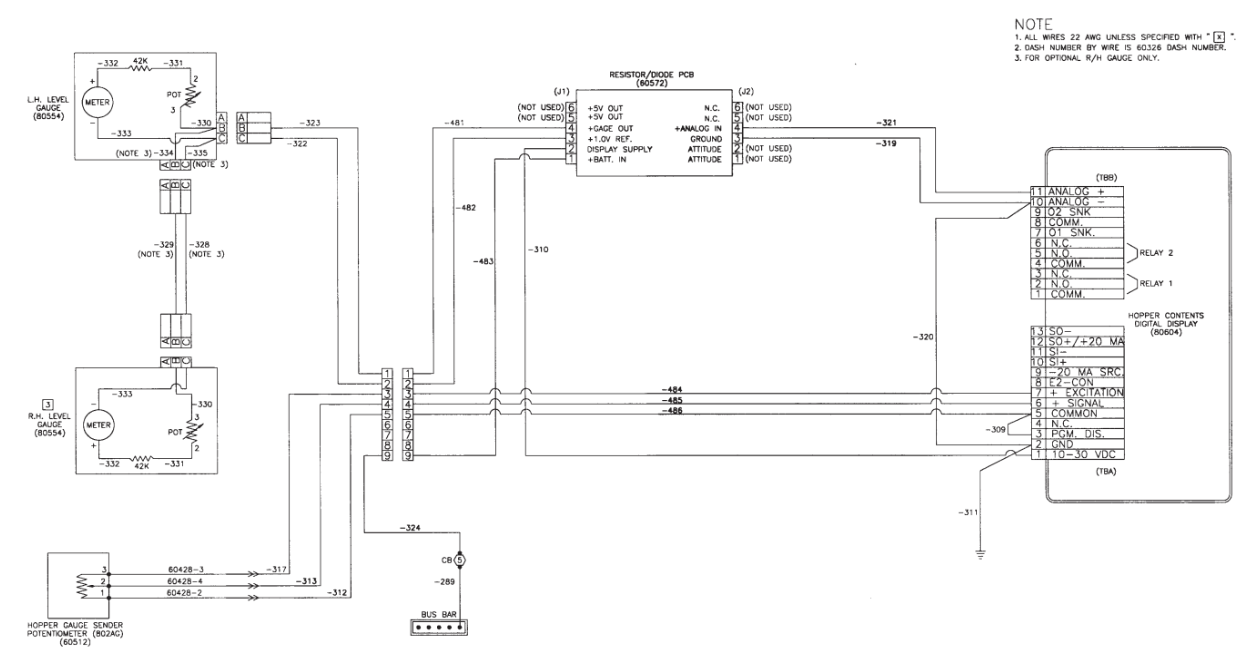 NOTE
1. ALL WIRES 22 AWG UNLESS SPECIFIED WITH " X ".
2. DASH NUMBER BY WIRE IS 60326 DASH NUMBER.
3. FOR OPTIONAL R/H GAUGE ONLY.
-332 42K -331
+
METER
-
POT
2
3
-330
-333
(NOTE 3) -334 -335 (NOTE 3)
L.H. LEVEL
GAUGE
(80554)
A A
B B
C C
-323
-322
A B C
A B C
-329
(NOTE 3)
-328
(NOTE 3)
A B C
A B C
3
R.H. LEVEL
GAUGE
(80554)
-333
-
METER
+
-330
3
POT
2
-332 42K -331
RESISTOR/DIODE PCB
(60572)
(J1) (J2)
(NOT USED) 6 +5V OUT N.C. 6 (NOT USED)
(NOT USED) 5 +5V OUT N.C. 5 (NOT USED)
4 +GAGE OUT +ANALOG IN 4
3 +1.0V REF. GROUND 3
2 DISPLAY SUPPLY ATTITUDE 2 (NOT USED)
1 +BATT. IN ATTITUDE 1 (NOT USED)
-481
-482
-483
-310
-321
-319
-320
(TBB)
11 ANALOG +
10 ANALOG -
9 O2 SNK
8 COMM.
7 O1 SNK.
6 N.C.
5 N.O.
4 COMM.
3 N.C.
2 N.O.
1 COMM.
RELAY 2
RELAY 1
HOPPER CONTENTS
DIGITAL DISPLAY
(80604)
13 SO-
12 SO+/+20 MA
11 SI-
10 SI+
9 -20 MA SRC.
8 E2-CON
7 + EXCITATION
6 + SIGNAL
5 COMMON
4 N.C.
3 PGM. DIS.
2 GND
1 10-30 VDC
(TBA)
1 1
2 2
3 3
4 4
5 5
6 6
7 7
8 8
9 9
-484
-485
-486
-309
-311
-324
CB 5
-289
BUS BAR
3 60428-3 -317
2 60428-4 -313
1 60428-2 -312
HOPPER GAUGE SENDER
POTENTIOMETER (802AG)
(60512)